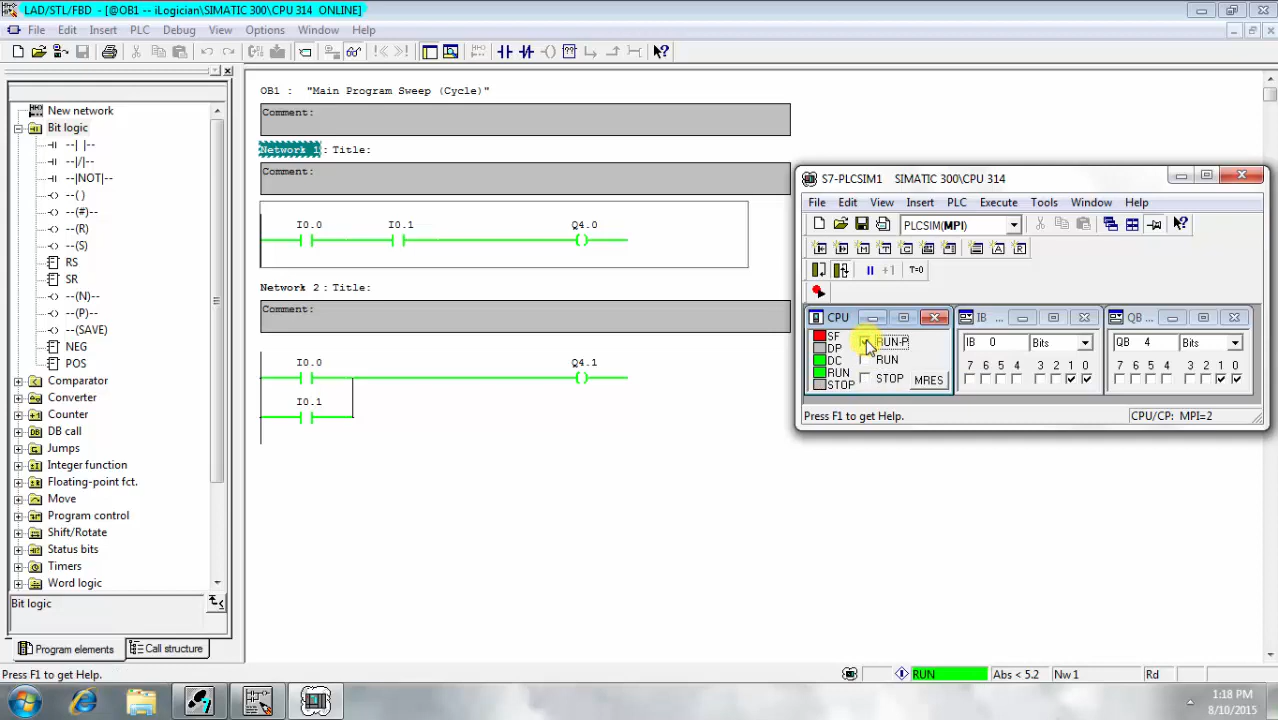 LAD/STL/FBD - [@OB1 -- iLogician\SIMATIC 300\CPU 314 ONLINE]
File Edit Insert PLC Debug View Options Window Help
New network
Bit logic
--| |--
--|/|--
--|NOT|--
--( )
--(#)--
--(R)
--(S)
RS
SR
--(N)--
--(P)--
--(SAVE)
NEG
POS
Comparator
Converter
Counter
DB call
Jumps
Integer function
Floating-point fct.
Move
Program control
Shift/Rotate
Status bits
Timers
Word logic
Bit logic
Program elements
Call structure
OB1 : "Main Program Sweep (Cycle)"
Comment:
Network 1: Title:
Comment:
I0.0 I0.1 Q4.0
Network 2 : Title:
Comment:
I0.0 Q4.1
I0.1
S7-PLCSIM1 SIMATIC 300\CPU 314
File Edit View Insert PLC Execute Tools Window Help
PLCSIM(MPI)
+1 T=0
CPU
SF
DP
DC
RUN
STOP
RUN-P
RUN
STOP
MRES
IB ...
IB 0 Bits
7 6 5 4 3 2 1 0
QB ...
QB 4 Bits
7 6 5 4 3 2 1 0
Press F1 to get Help.
CPU/CP: MPI=2
Press F1 to get Help.
RUN Abs < 5.2 Nw 1 Rd
1:18 PM
8/10/2015